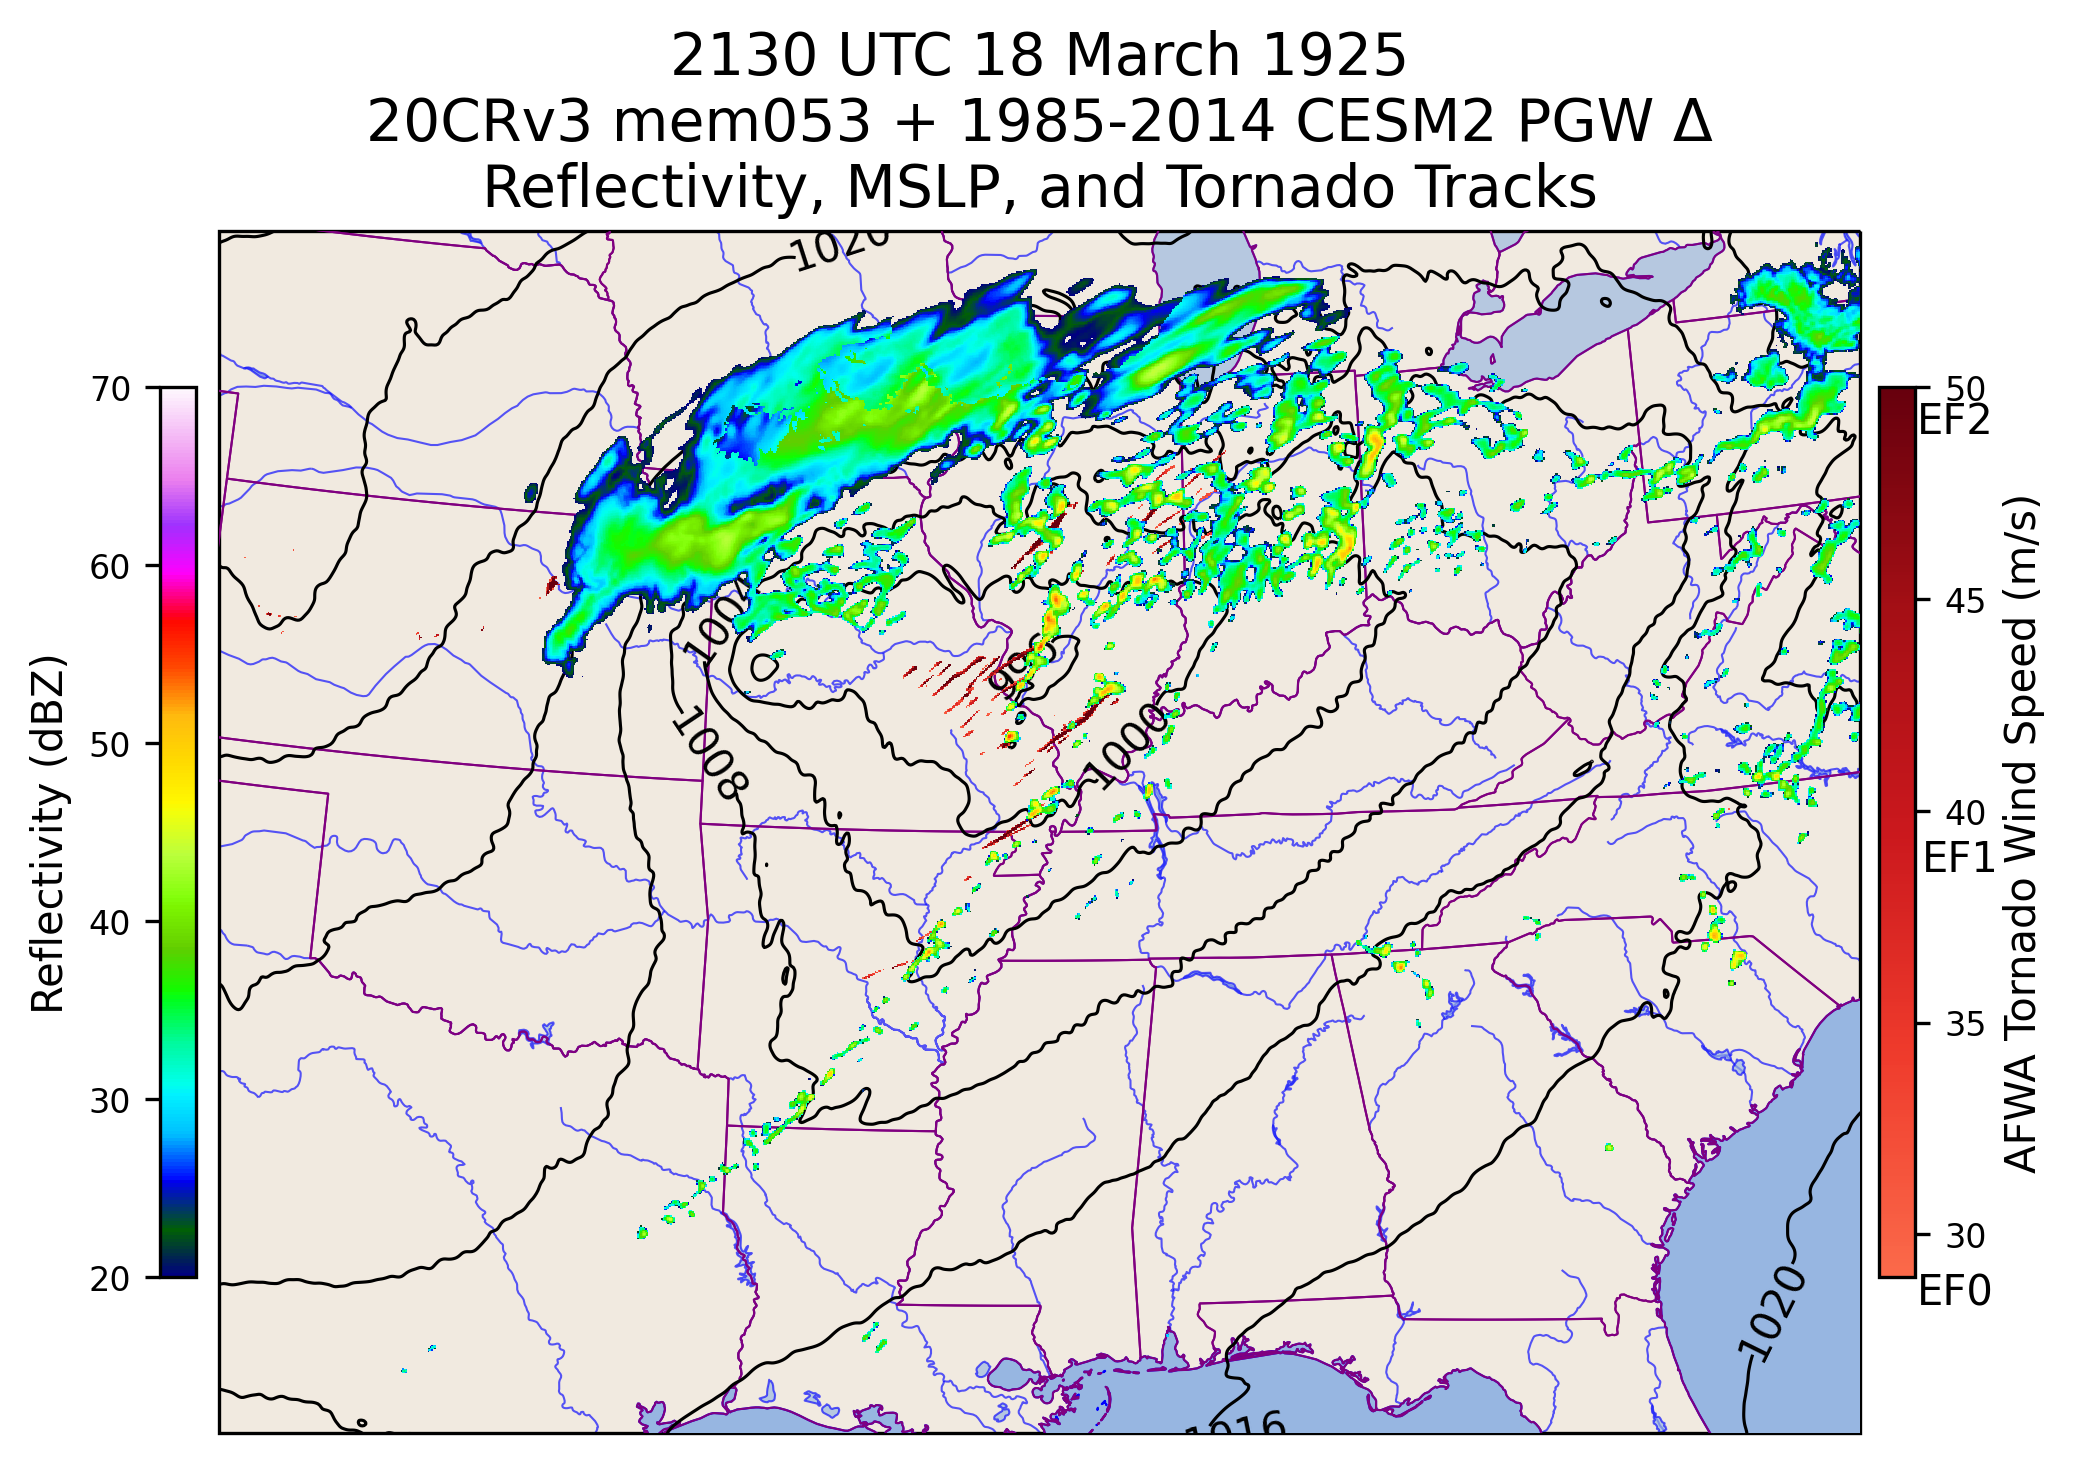 2130 UTC 18 March 1925
20CRv3 mem053 + 1985-2014 CESM2 PGW Δ
Reflectivity, MSLP, and Tornado Tracks
1020
70
60
50
40
30
20
Reflectivity (dBZ)
1004
1008
996
1000
1020
1016
50
EF2
45
40
EF1
35
30
EF0
AFWA Tornado Wind Speed (m/s)